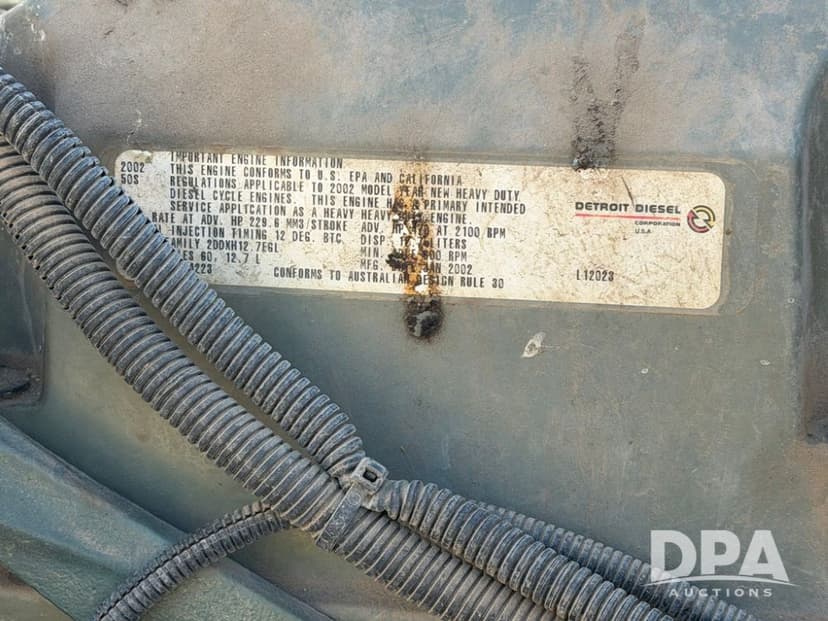 IMPORTANT ENGINE INFORMATION
2002 THIS ENGINE CONFORMS TO U.S. EPA AND CALIFORNIA
50S REGULATIONS APPLICABLE TO 2002 MODEL YEAR NEW HEAVY DUTY
DIESEL CYCLE ENGINES. THIS ENGINE HAS PRIMARY INTENDED
SERVICE APPLICATION AS A HEAVY HEAVY ENGINE
RATE AT ADV. HP 229.6 MM3/STROKE ADV. AT 2100 RPM
INJECTION TIMING 12 DEG. BTC. DISP. LITERS
FAMILY 2DDXH12.7EGL MIN. RPM
60, 12.7 L MFG. JAN 2002
223 CONFORMS TO AUSTRALIAN DESIGN RULE 30 L12023
DETROIT DIESEL
CORPORATION
U.S.A
DPA
AUCTIONS